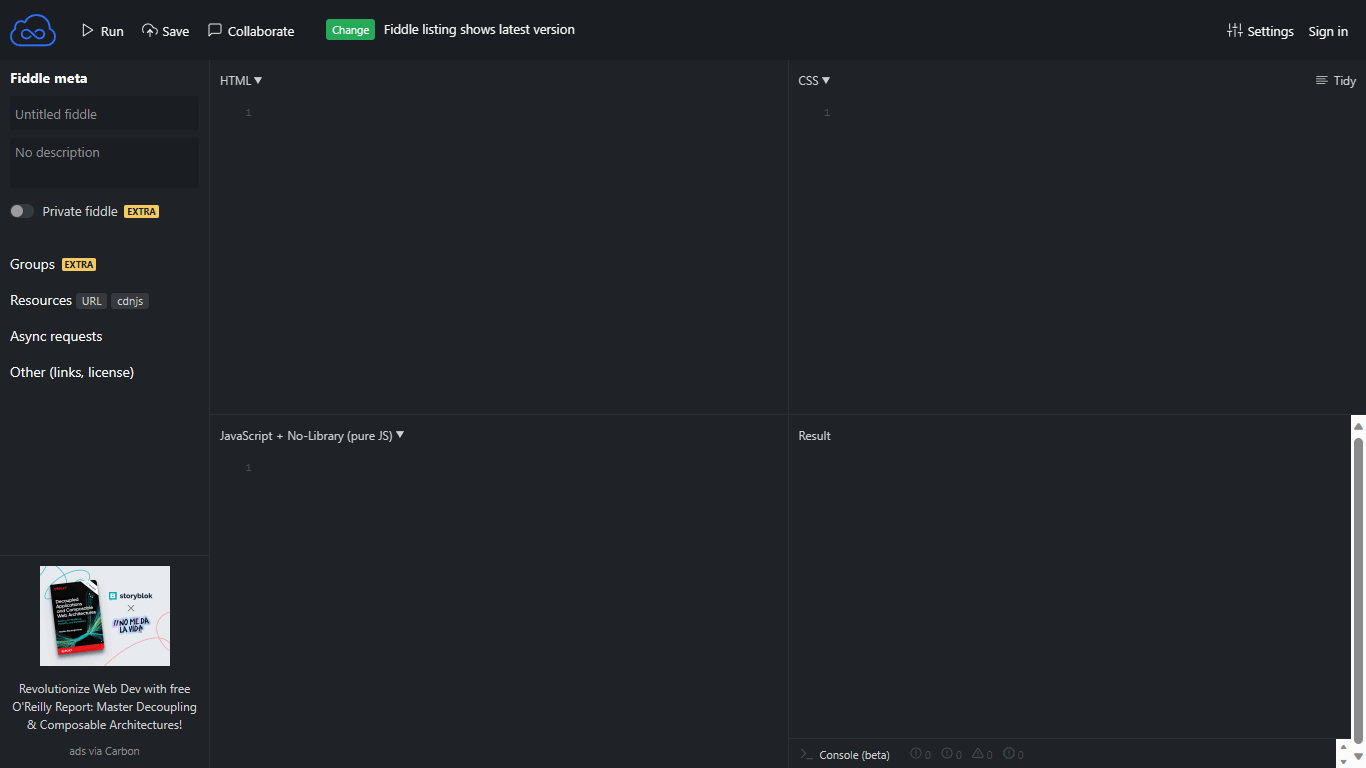 Run
Save
Collaborate
Change
Fiddle listing shows latest version
Settings
Sign in
Fiddle meta
Untitled fiddle
No description
Private fiddle EXTRA
Groups EXTRA
Resources URL cdnjs
Async requests
Other (links, license)
HTML
1
CSS
Tidy
1
JavaScript + No-Library (pure JS)
1
Result
Decoupled
Applications
and Composable
Web Architectures
storyblok
×
//NO ME DA
LA VIDA
Revolutionize Web Dev with free
O'Reilly Report: Master Decoupling
& Composable Architectures!
ads via Carbon
>_ Console (beta) 0 0 0 0